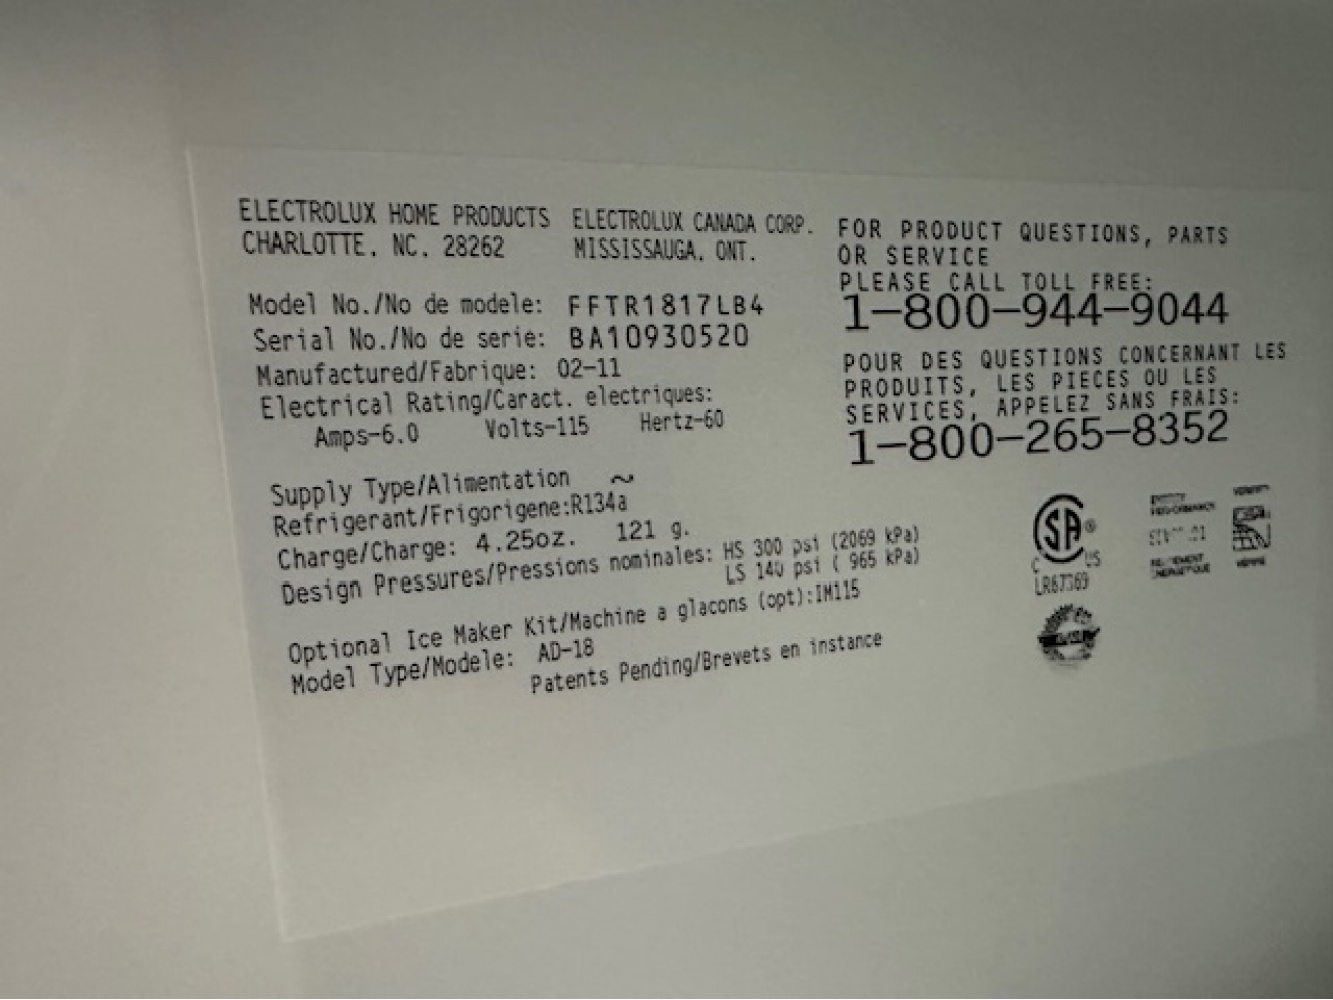 ELECTROLUX HOME PRODUCTS
CHARLOTTE, NC. 28262
ELECTROLUX CANADA CORP.
MISSISSAUGA, ONT.
Model No./No de modele: FFTR1817LB4
Serial No./No de serie: BA10930520
Manufactured/Fabrique: 02-11
Electrical Rating/Caract. electriques:
Amps-6.0 Volts-115 Hertz-60
Supply Type/Alimentation ~
Refrigerant/Frigorigene:R134a
Charge/Charge: 4.25oz. 121 g.
Design Pressures/Pressions nominales: HS 300 psi (2069 kPa)
LS 140 psi ( 965 kPa)
Optional Ice Maker Kit/Machine a glacons (opt):IM115
Model Type/Modele: AD-18
Patents Pending/Brevets en instance
FOR PRODUCT QUESTIONS, PARTS
OR SERVICE
PLEASE CALL TOLL FREE:
1-800-944-9044
POUR DES QUESTIONS CONCERNANT LES
PRODUITS, LES PIECES OU LES
SERVICES, APPELEZ SANS FRAIS:
1-800-265-8352
SA®
C US
LR67369